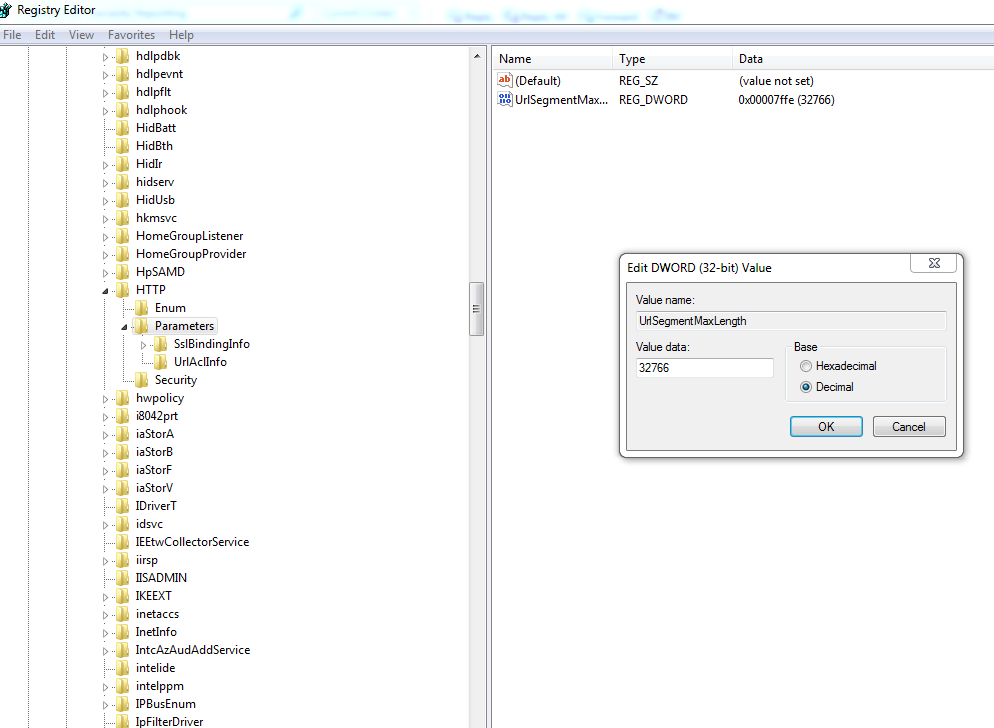 Registry Editor
File Edit View Favorites Help
hdlpdbk
hdlpevnt
hdlpflt
hdlphook
HidBatt
HidBth
HidIr
hidserv
HidUsb
hkmsvc
HomeGroupListener
HomeGroupProvider
HpSAMD
HTTP
Enum
Parameters
SslBindingInfo
UrlAclInfo
Security
hwpolicy
i8042prt
iaStorA
iaStorB
iaStorF
iaStorV
IDriverT
idsvc
IEEtwCollectorService
iirsp
IISADMIN
IKEEXT
inetaccs
InetInfo
IntcAzAudAddService
intelide
intelppm
IPBusEnum
IpFilterDriver
Name Type Data
ab (Default) REG_SZ (value not set)
UrlSegmentMax... REG_DWORD 0x00007ffe (32766)
Edit DWORD (32-bit) Value
Value name:
UrlSegmentMaxLength
Value data:
32766
Base
Hexadecimal
Decimal
OK Cancel